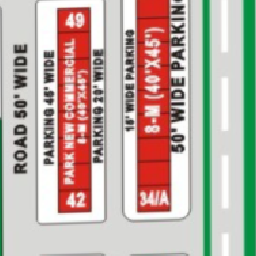 ROAD 50' WIDE
PARKING 45' WIDE
49
PARK NEW COMMERCIAL
8-M (40'X45')
42
PARKING 20' WIDE
15' WIDE PARKING
8-M (40'X45')
34/A
50' WIDE PARKING